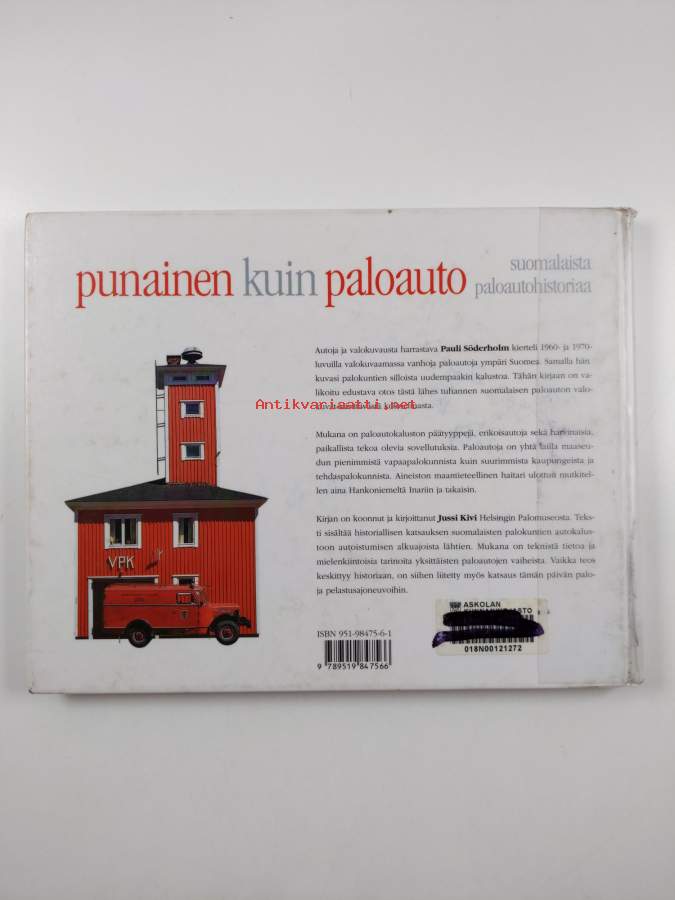 punainen kuin paloauto
suomalaista
paloautohistoriaa
Autoja ja valokuvausta harrastava Pauli Söderholm kierteli 1960- ja 1970-
luvuilla valokuvaamassa vanhoja paloautoja ympäri Suomea. Samalla hän
kuvasi palokuntien silloista uudempaakin kalustoa. Tähän kirjaan on va-
likoitu edustava otos tästä lähes tuhannen suomalaisen paloauton valo-
Antikvariaatti.net
Mukana on paloautokaluston päätyyppejä, erikoisautoja sekä harvinaisia,
paikallista tekoa olevia sovellutuksia. Paloautoja on yhtä lailla maaseu-
dun pienimmistä vapaapalokunnista kuin suurimmista kaupungeista ja
tehdaspalokunnista. Aineiston maantieteellinen haitari ulottuu mutkitel-
len aina Hankoniemeltä Inariin ja takaisin.
Kirjan on koonnut ja kirjoittanut Jussi Kivi Helsingin Palomuseosta. Teks-
ti sisältää historiallisen katsauksen suomalaisten palokuntien autokalus-
toon autoistumisen alkuajoista lähtien. Mukana on teknistä tietoa ja
mielenkiintoisia tarinoita yksittäisten paloautojen vaiheista. Vaikka teos
keskittyy historiaan, on siihen liitetty myös katsaus tämän päivän palo-
ja pelastusajoneuvoihin.
VPK
ISBN 951-98475-6-1
9 789519 847566
ASKOLAN
018N00121272